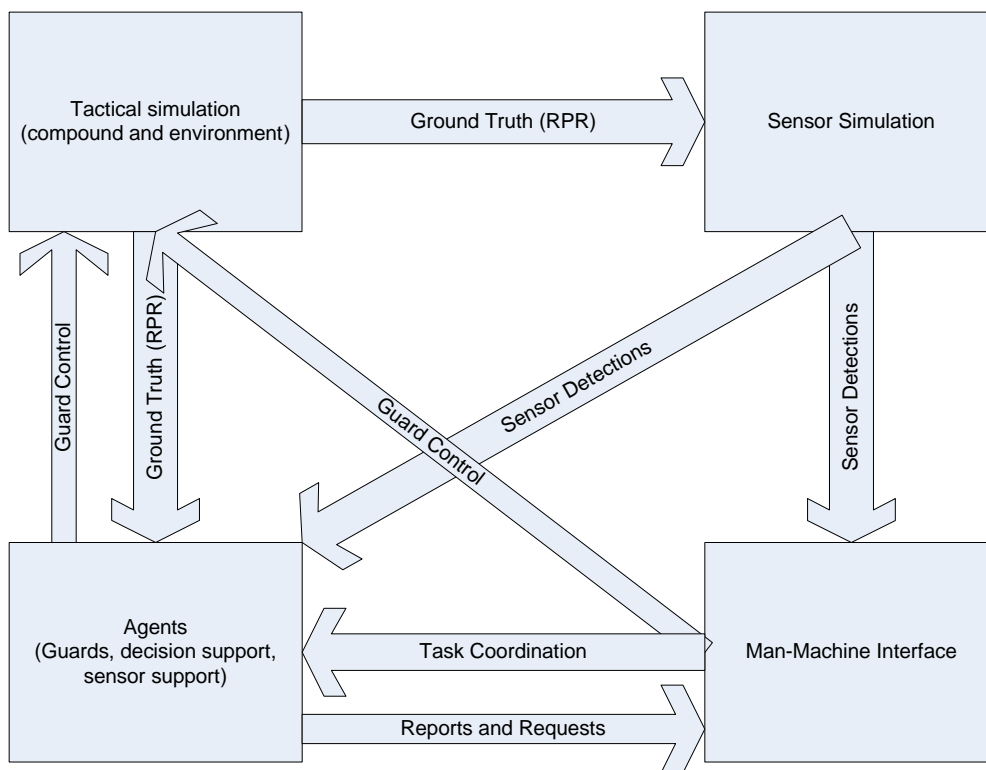 Tactical simulation
(compound and environment)
Ground Truth (RPR)
Sensor Simulation
Guard Control
Ground Truth (RPR)
Guard Control
Sensor Detections
Sensor Detections
Agents
(Guards, decision support,
sensor support)
Task Coordination
Man-Machine Interface
Reports and Requests